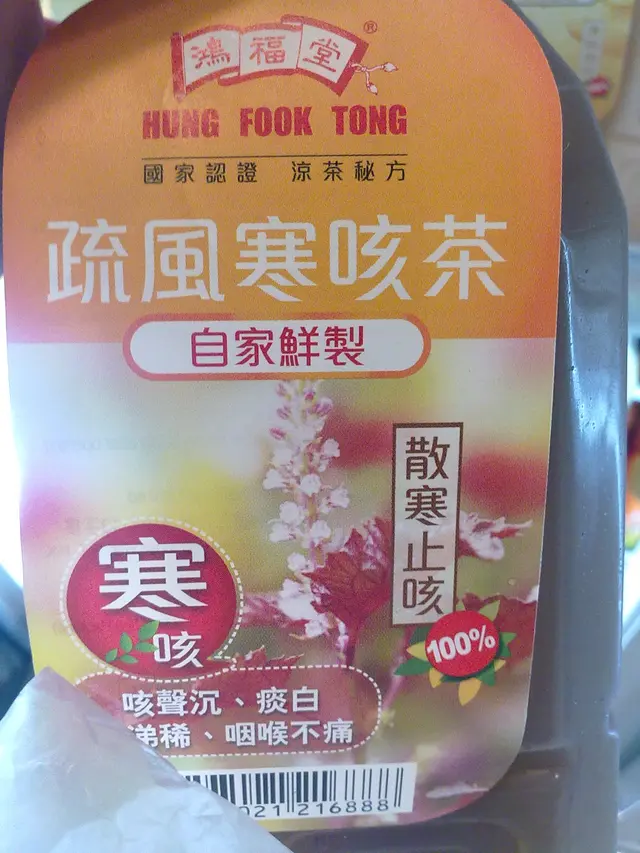 鴻福堂®
HUNG FOOK TONG
國家認證 涼茶秘方
疏風寒咳茶
自家鮮製
散寒止咳
100%
寒
咳
咳聲沉、痰白
涕稀、咽喉不痛
021 216888